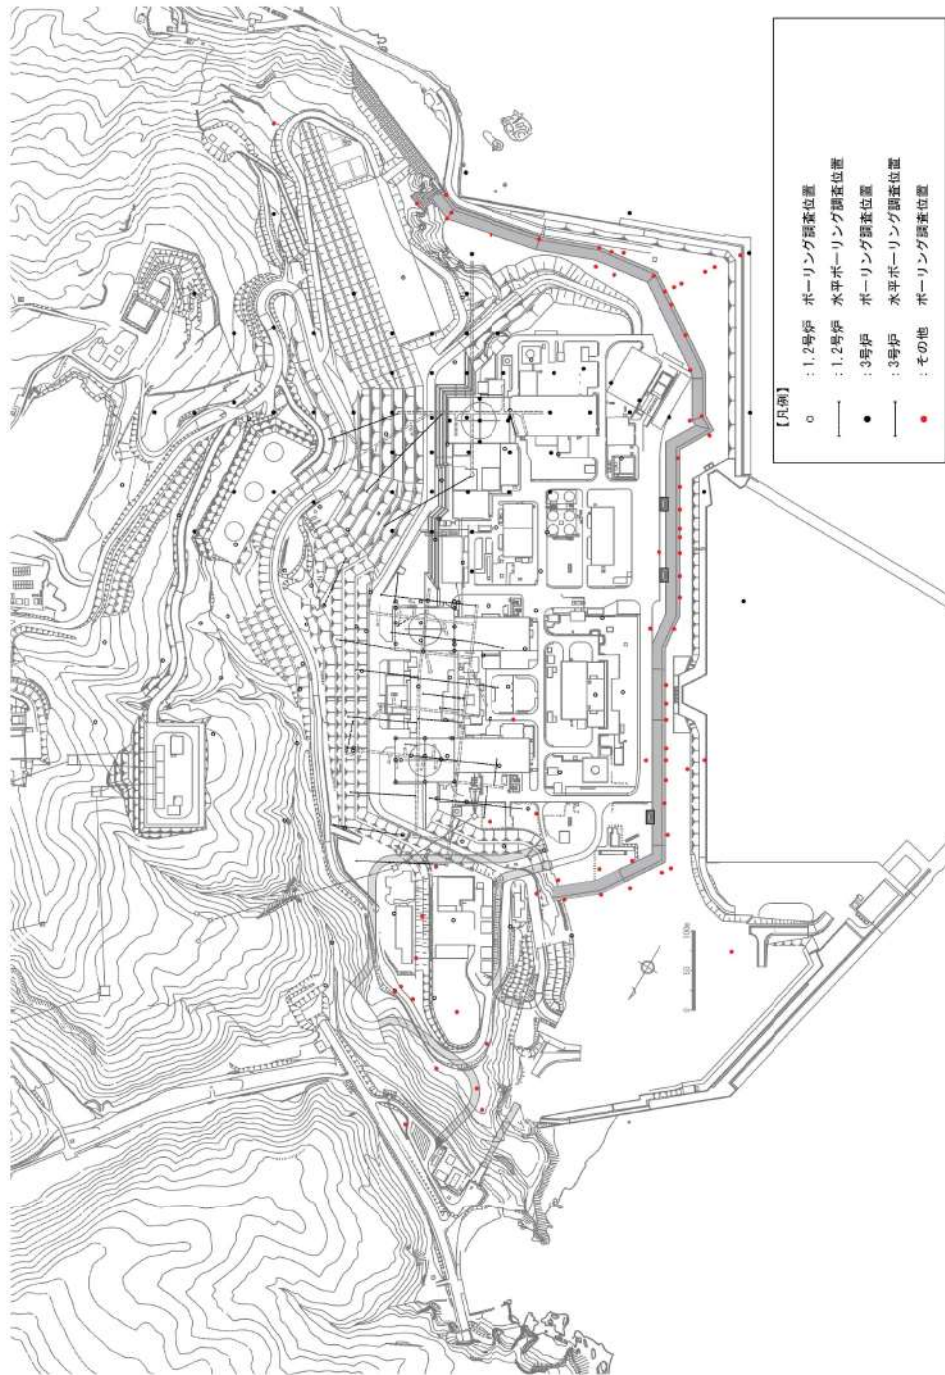 【凡例】
○ ：1,2号炉 ボーリング調査位置
：1,2号炉 水平ボーリング調査位置
● ：3号炉 ボーリング調査位置
：3号炉 水平ボーリング調査位置
● ：その他 ボーリング調査位置
0 50 100m